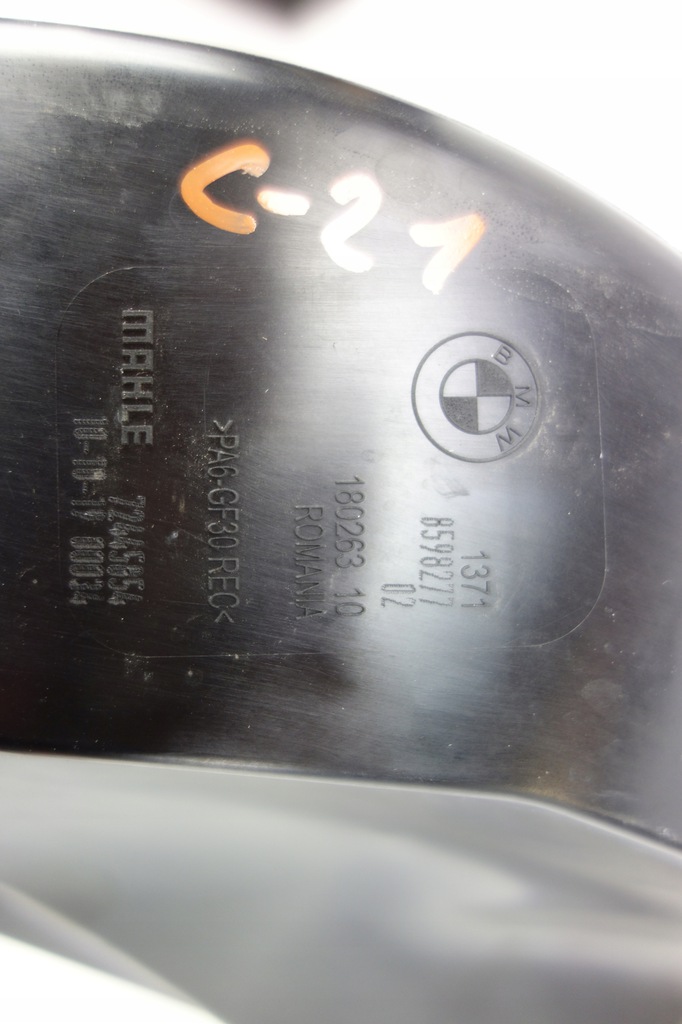 C-21
BMW
1371
8598277
02
180263 10
ROMANIA
>PA6-GF30 REC<
MAHLE
72445854